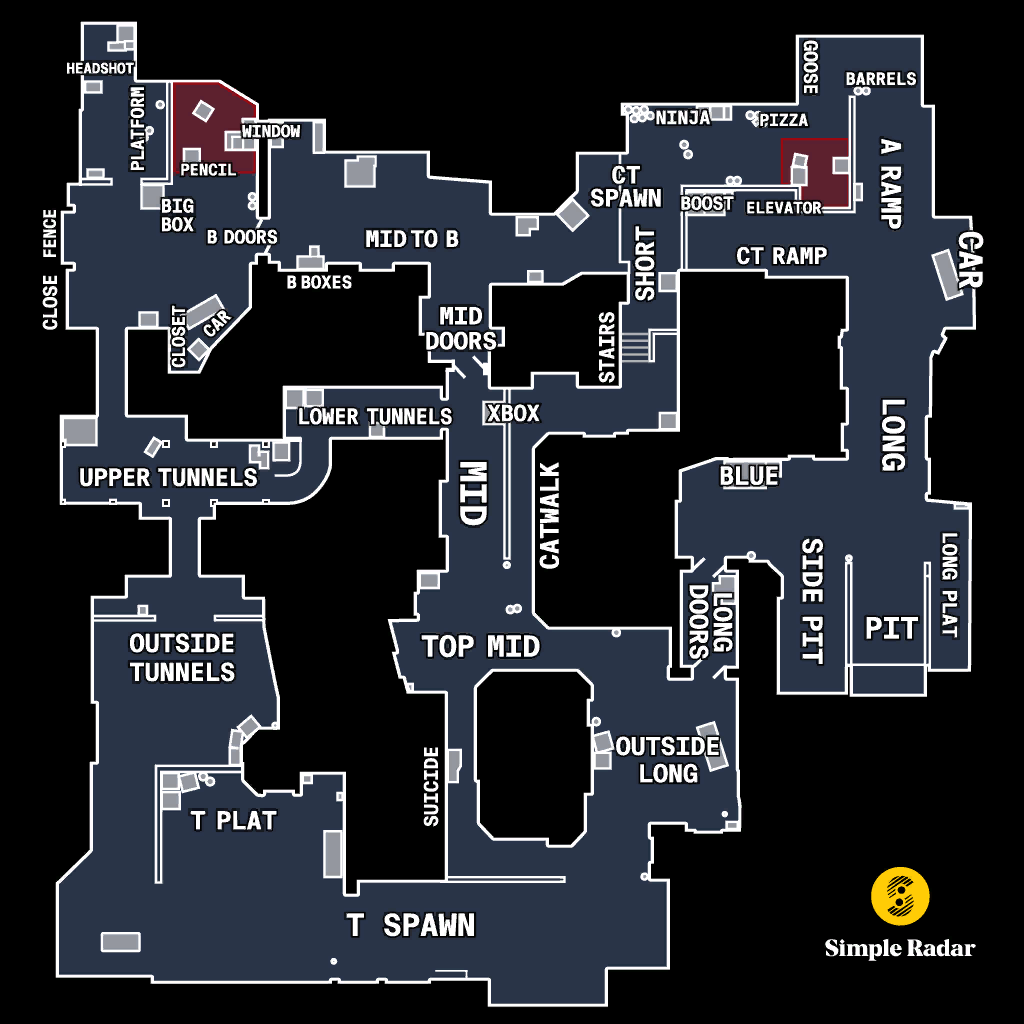 HEADSHOT
PLATFORM
WINDOW
PENCIL
BIG
BOX
B DOORS
MID TO B
B BOXES
CLOSE FENCE
CLOSET
CAR
GOOSE
BARRELS
NINJA
PIZZA
CT
SPAWN
BOOST
ELEVATOR
A RAMP
CT RAMP
CAR
SHORT
MID
DOORS
STAIRS
LOWER TUNNELS
XBOX
UPPER TUNNELS
MID
CATWALK
BLUE
LONG
LONG
DOORS
SIDE PIT
PIT
LONG PLAT
OUTSIDE
TUNNELS
TOP MID
SUICIDE
OUTSIDE
LONG
T PLAT
T SPAWN
S
Simple Radar